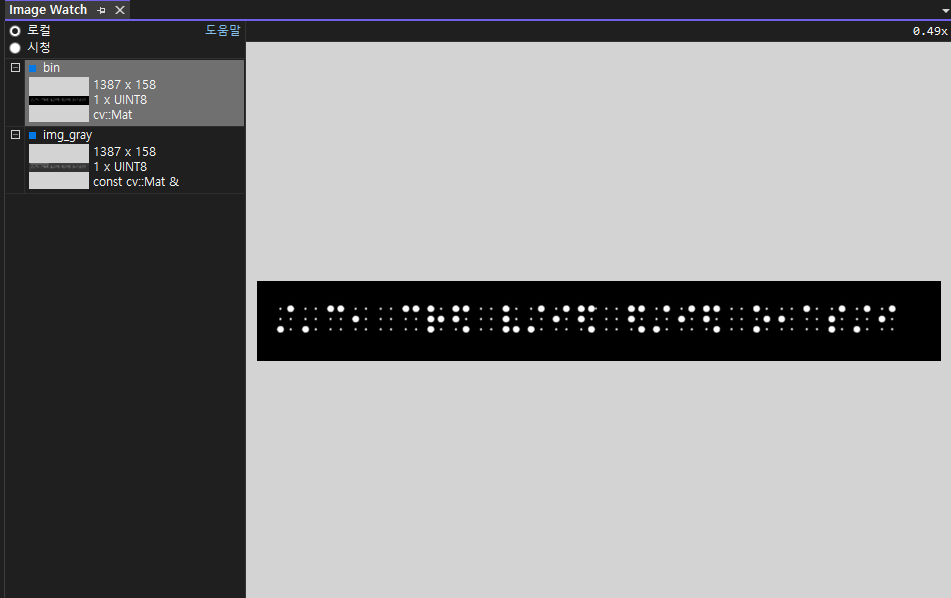 Image Watch
로컬 도움말
시청
0.49x
bin
1387 x 158
1 x UINT8
cv::Mat
img_gray
1387 x 158
1 x UINT8
const cv::Mat &